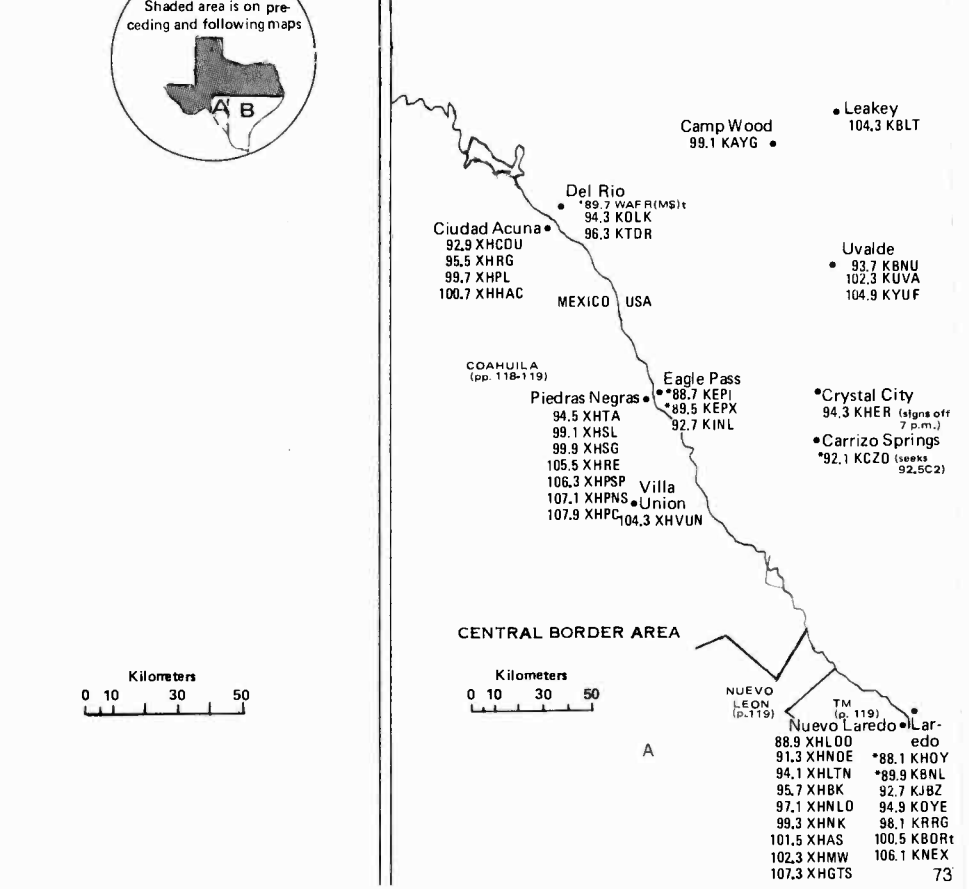 Shaded area is on pre-
ceding and following maps
A B
Kilometers
0 10 30 50
Leakey
104.3 KBLT
Camp Wood
99.1 KAYG
Del Rio
*89.7 WAFR(MS)t
94.3 KDLK
96.3 KTDR
Ciudad Acuna
92.9 XHCDU
95.5 XHRG
99.7 XHPL
100.7 XHHAC
Uvalde
93.7 KBNU
102.3 KUVA
104.9 KYUF
MEXICO USA
COAHUILA
(pp. 118-119)
Eagle Pass
*88.7 KEPI
*89.5 KEPX
92.7 KINL
Piedras Negras
94.5 XHTA
99.1 XHSL
99.9 XHSG
105.5 XHRE
106.3 XHPSP
107.1 XHPNS
107.9 XHPC
Villa
Union
104.3 XHVUN
Crystal City
94.3 KHER (signs off
7 p.m.)
Carrizo Springs
*92.1 KCZO (seeks
92.5C2)
CENTRAL BORDER AREA
Kilometers
0 10 30 50
NUEVO
LEON
(p.119)
TM
(p. 119)
A
Nuevo Laredo
88.9 XHLDO
91.3 XHNOE
94.1 XHLTN
95.7 XHBK
97.1 XHNLO
99.3 XHNK
101.5 XHAS
102.3 XHMW
107.3 XHGTS
Lar-
edo
*88.1 KHOY
*89.9 KBNL
92.7 KJBZ
94.9 KOYE
98.1 KRRG
100.5 KBDRt
106.1 KNEX
73